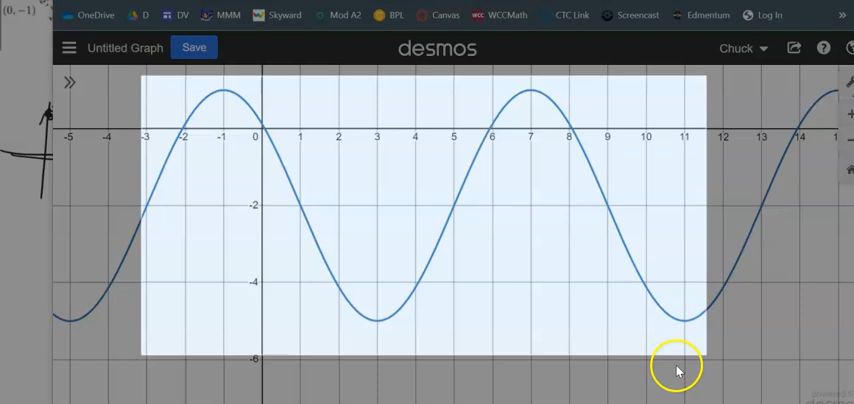 (0, −1)
OneDrive D DV MMM Skyward Mod A2 BPL Canvas WCC WCCMath CTC Link Screencast Edmentum Log In »
Untitled Graph Save desmos Chuck ?
»
-5 -4 -3 -2 -1 0 1 2 3 4 5 6 7 8 9 10 11 12 13 14
-2
-4
-6
desmos